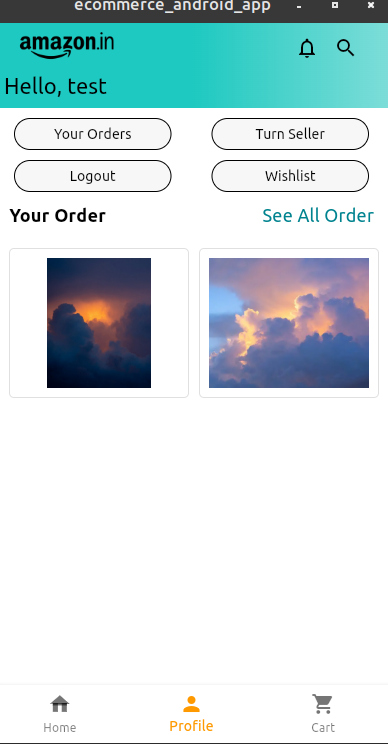 ecommerce_android_app
amazon.in
Hello, test
Your Orders
Turn Seller
Logout
Wishlist
Your Order
See All Order
Home
Profile
Cart